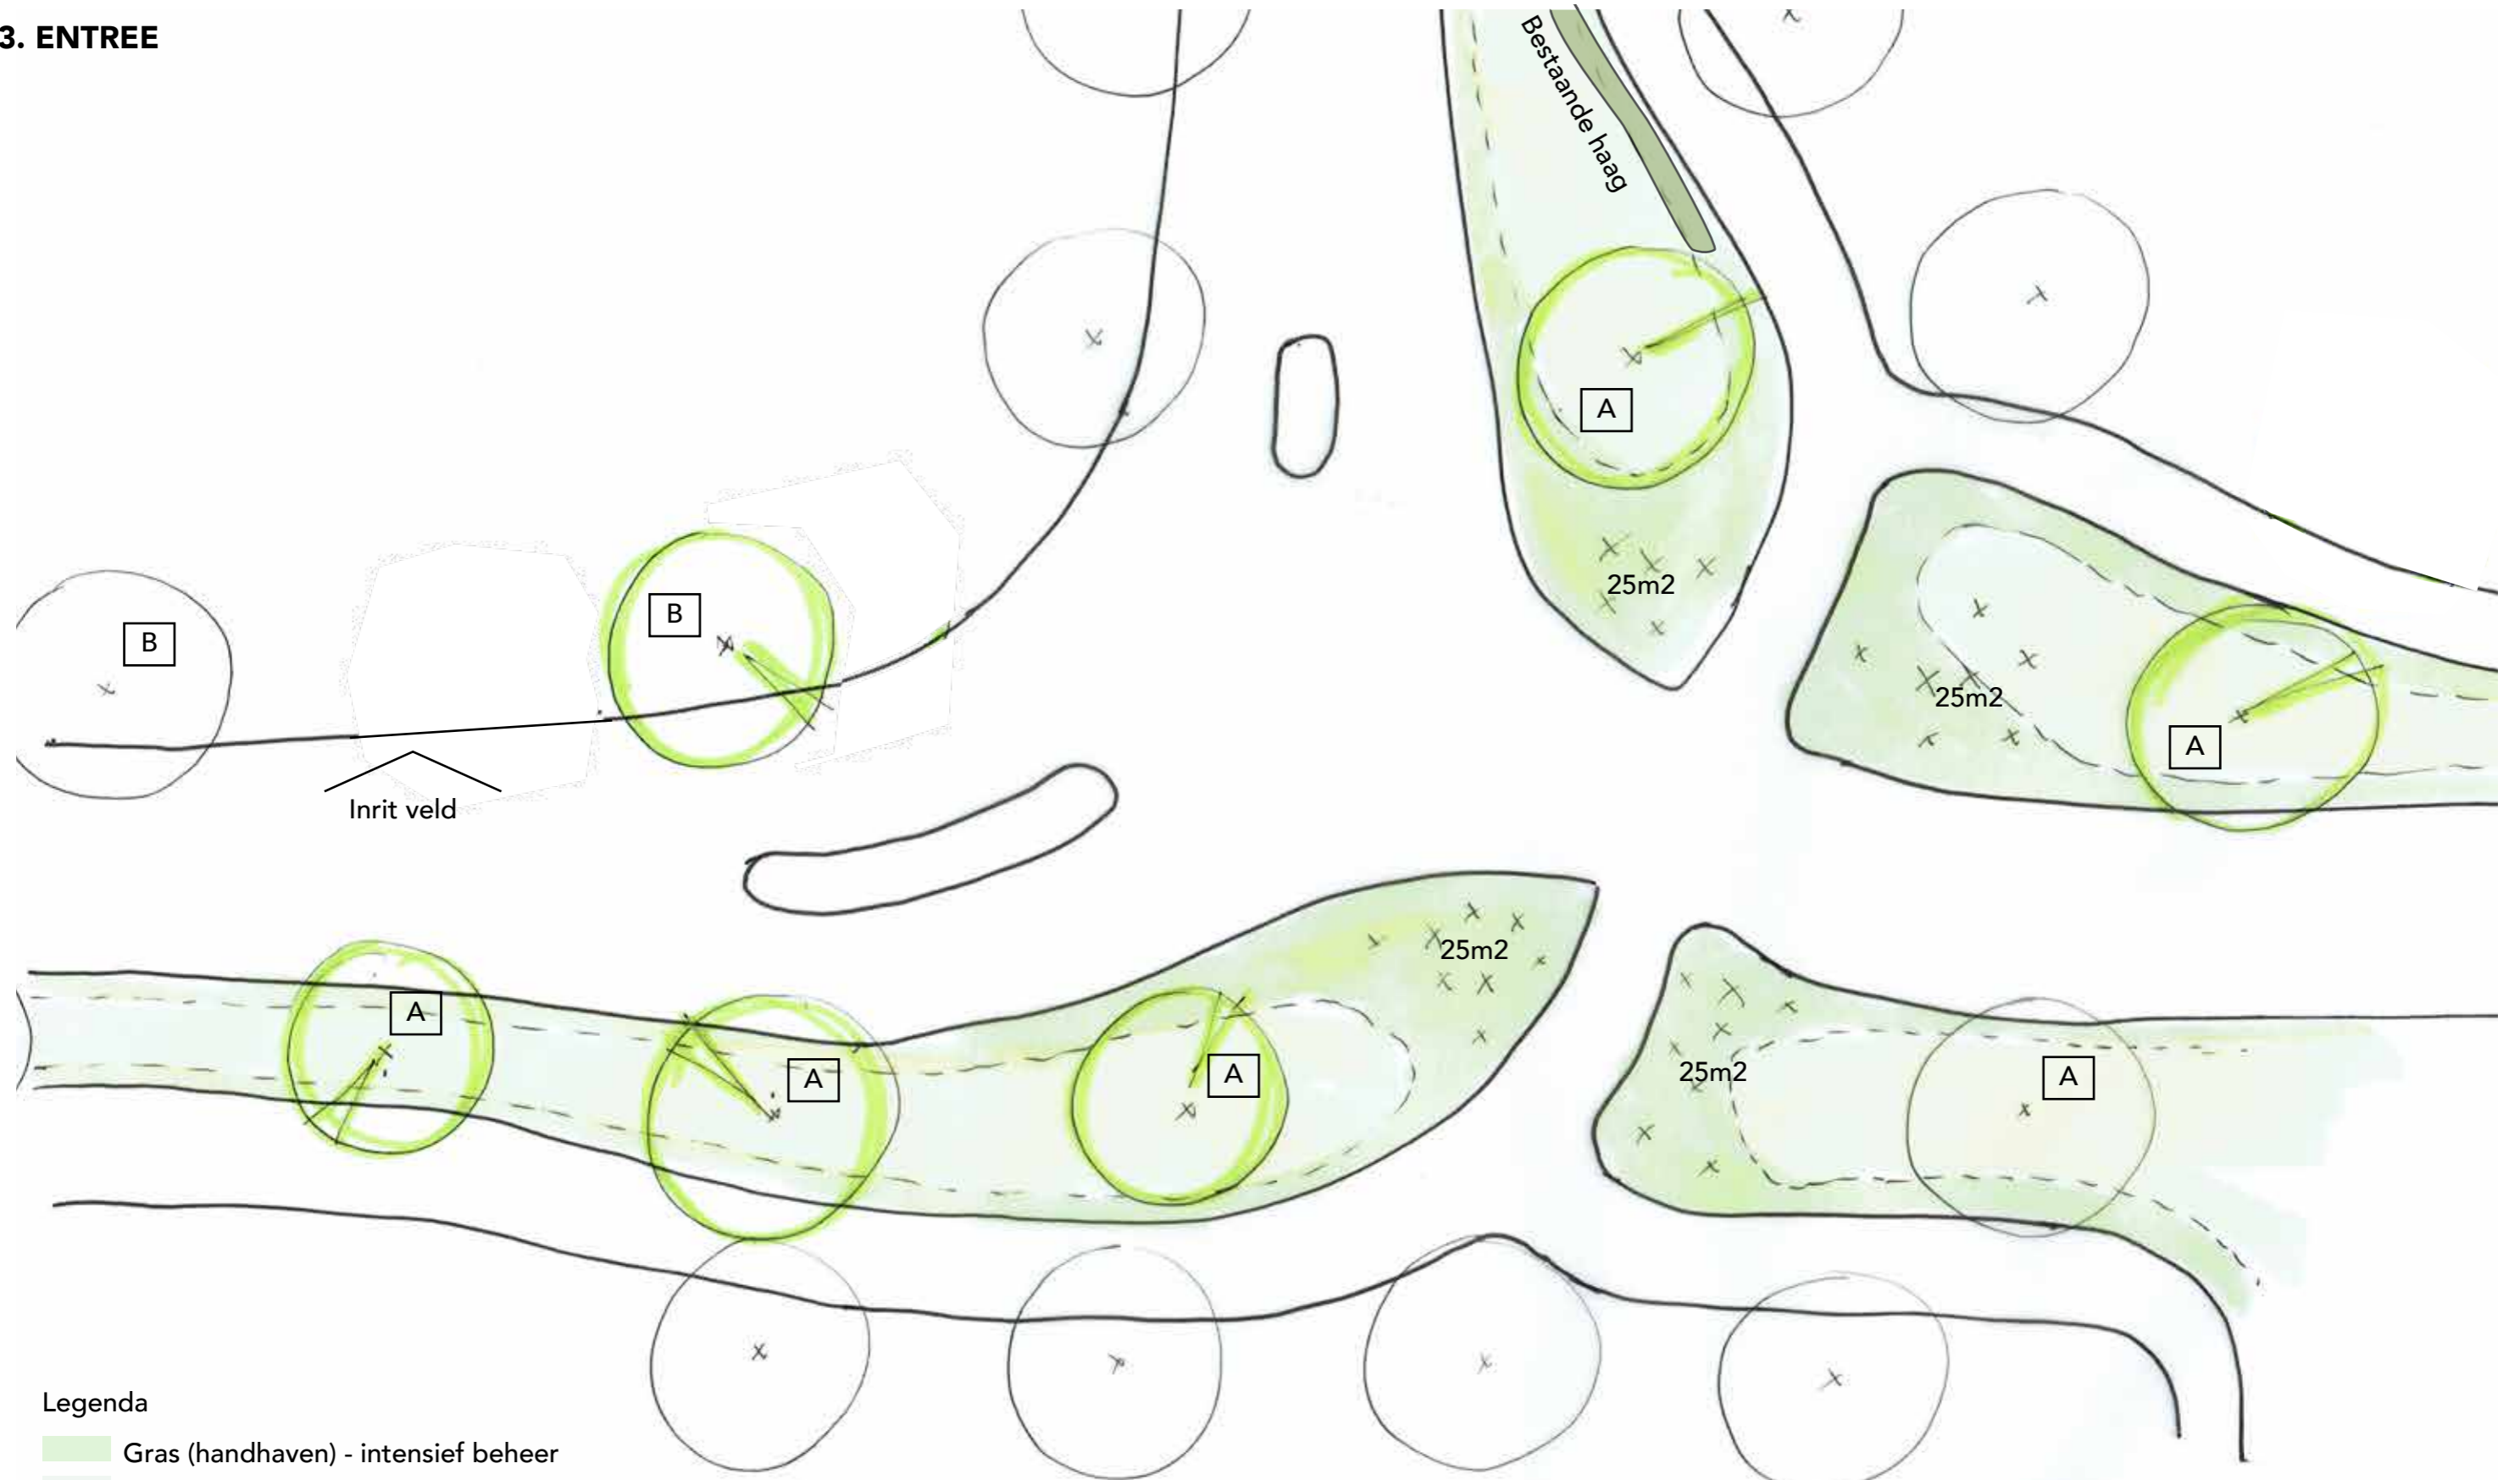 3. ENTREE
Bestaande haag
A
25m2
B
B
25m2
A
Inrit veld
25m2
A
A
A
25m2
A
Legenda
Gras (handhaven) - intensief beheer